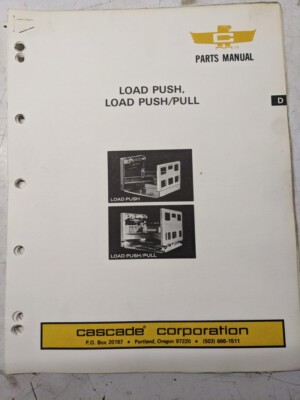 C
PARTS MANUAL
LOAD PUSH,
LOAD PUSH/PULL
D
LOAD PUSH
LOAD PUSH/PULL
cascade® corporation
P.O. Box 20187 • Portland, Oregon 97220 • (503) 666-1511